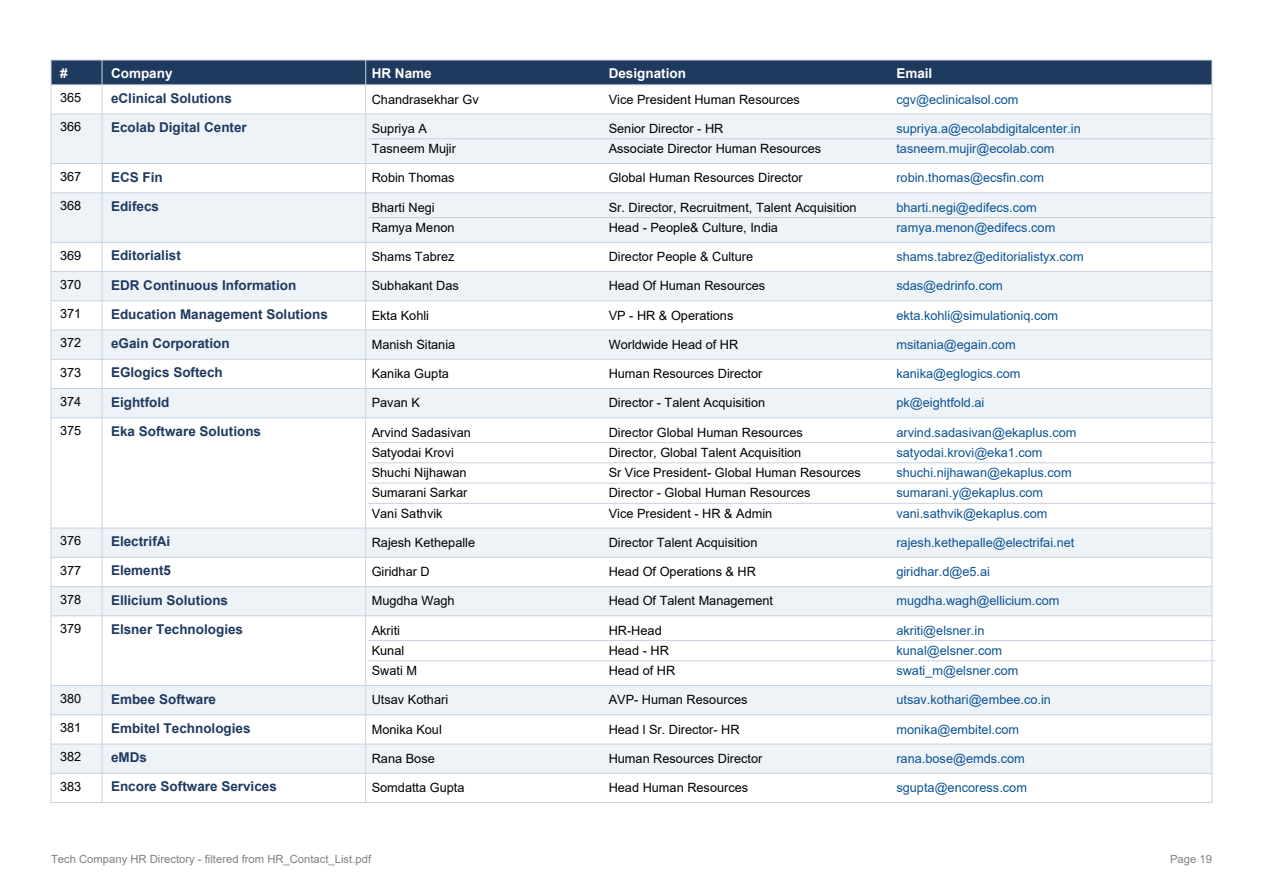 # Company HR Name Designation Email
365 eClinical Solutions Chandrasekhar Gv Vice President Human Resources cgv@eclinicalsol.com
366 Ecolab Digital Center Supriya A Senior Director - HR supriya.a@ecolabdigitalcenter.in
Tasneem Mujir Associate Director Human Resources tasneem.mujir@ecolab.com
367 ECS Fin Robin Thomas Global Human Resources Director robin.thomas@ecsfin.com
368 Edifecs Bharti Negi Sr. Director, Recruitment, Talent Acquisition bharti.negi@edifecs.com
Ramya Menon Head - People& Culture, India ramya.menon@edifecs.com
369 Editorialist Shams Tabrez Director People & Culture shams.tabrez@editorialistyx.com
370 EDR Continuous Information Subhakant Das Head Of Human Resources sdas@edrinfo.com
371 Education Management Solutions Ekta Kohli VP - HR & Operations ekta.kohli@simulationiq.com
372 eGain Corporation Manish Sitania Worldwide Head of HR msitania@egain.com
373 EGlogics Softech Kanika Gupta Human Resources Director kanika@eglogics.com
374 Eightfold Pavan K Director - Talent Acquisition pk@eightfold.ai
375 Eka Software Solutions Arvind Sadasivan Director Global Human Resources arvind.sadasivan@ekaplus.com
Satyodai Krovi Director, Global Talent Acquisition satyodai.krovi@eka1.com
Shuchi Nijhawan Sr Vice President- Global Human Resources shuchi.nijhawan@ekaplus.com
Sumarani Sarkar Director - Global Human Resources sumarani.y@ekaplus.com
Vani Sathvik Vice President - HR & Admin vani.sathvik@ekaplus.com
376 ElectrifAi Rajesh Kethepalle Director Talent Acquisition rajesh.kethepalle@electrifai.net
377 Element5 Giridhar D Head Of Operations & HR giridhar.d@e5.ai
378 Ellicium Solutions Mugdha Wagh Head Of Talent Management mugdha.wagh@ellicium.com
379 Elsner Technologies Akriti HR-Head akriti@elsner.in
Kunal Head - HR kunal@elsner.com
Swati M Head of HR swati_m@elsner.com
380 Embee Software Utsav Kothari AVP- Human Resources utsav.kothari@embee.co.in
381 Embitel Technologies Monika Koul Head l Sr. Director- HR monika@embitel.com
382 eMDs Rana Bose Human Resources Director rana.bose@emds.com
383 Encore Software Services Somdatta Gupta Head Human Resources sgupta@encoress.com
Tech Company HR Directory - filtered from HR_Contact_List.pdf Page 19